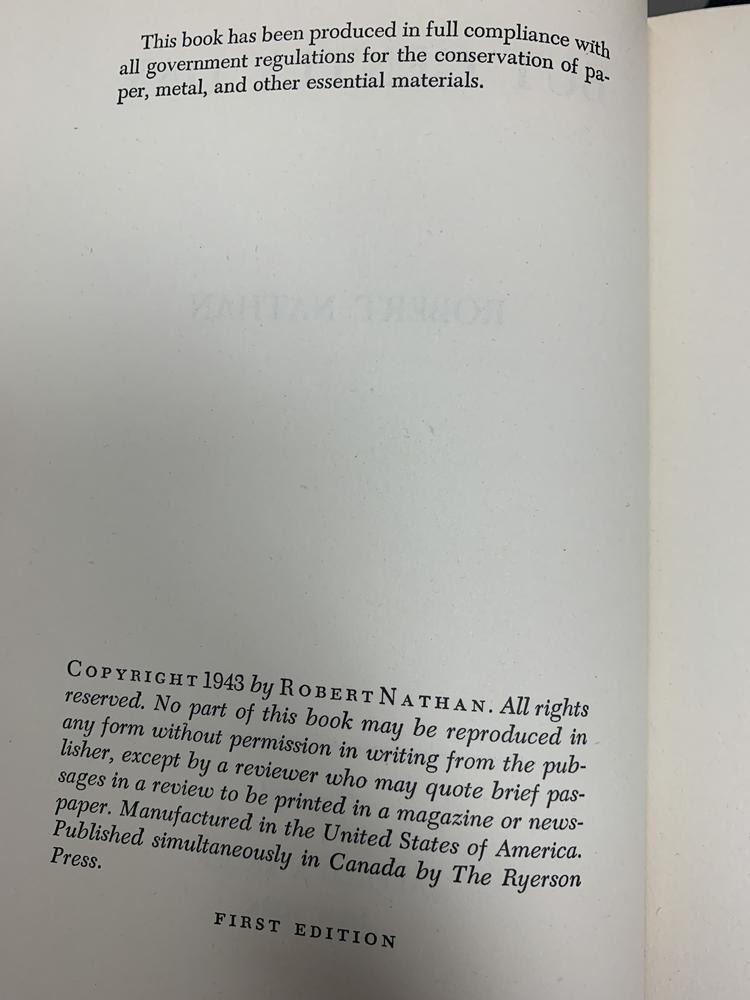 This book has been produced in full compliance with
all government regulations for the conservation of pa-
per, metal, and other essential materials.
ROBERT NATHAN
COPYRIGHT 1943 by ROBERT NATHAN. All rights
reserved. No part of this book may be reproduced in
any form without permission in writing from the pub-
lisher, except by a reviewer who may quote brief pas-
sages in a review to be printed in a magazine or news-
paper. Manufactured in the United States of America.
Published simultaneously in Canada by The Ryerson
Press.
FIRST EDITION